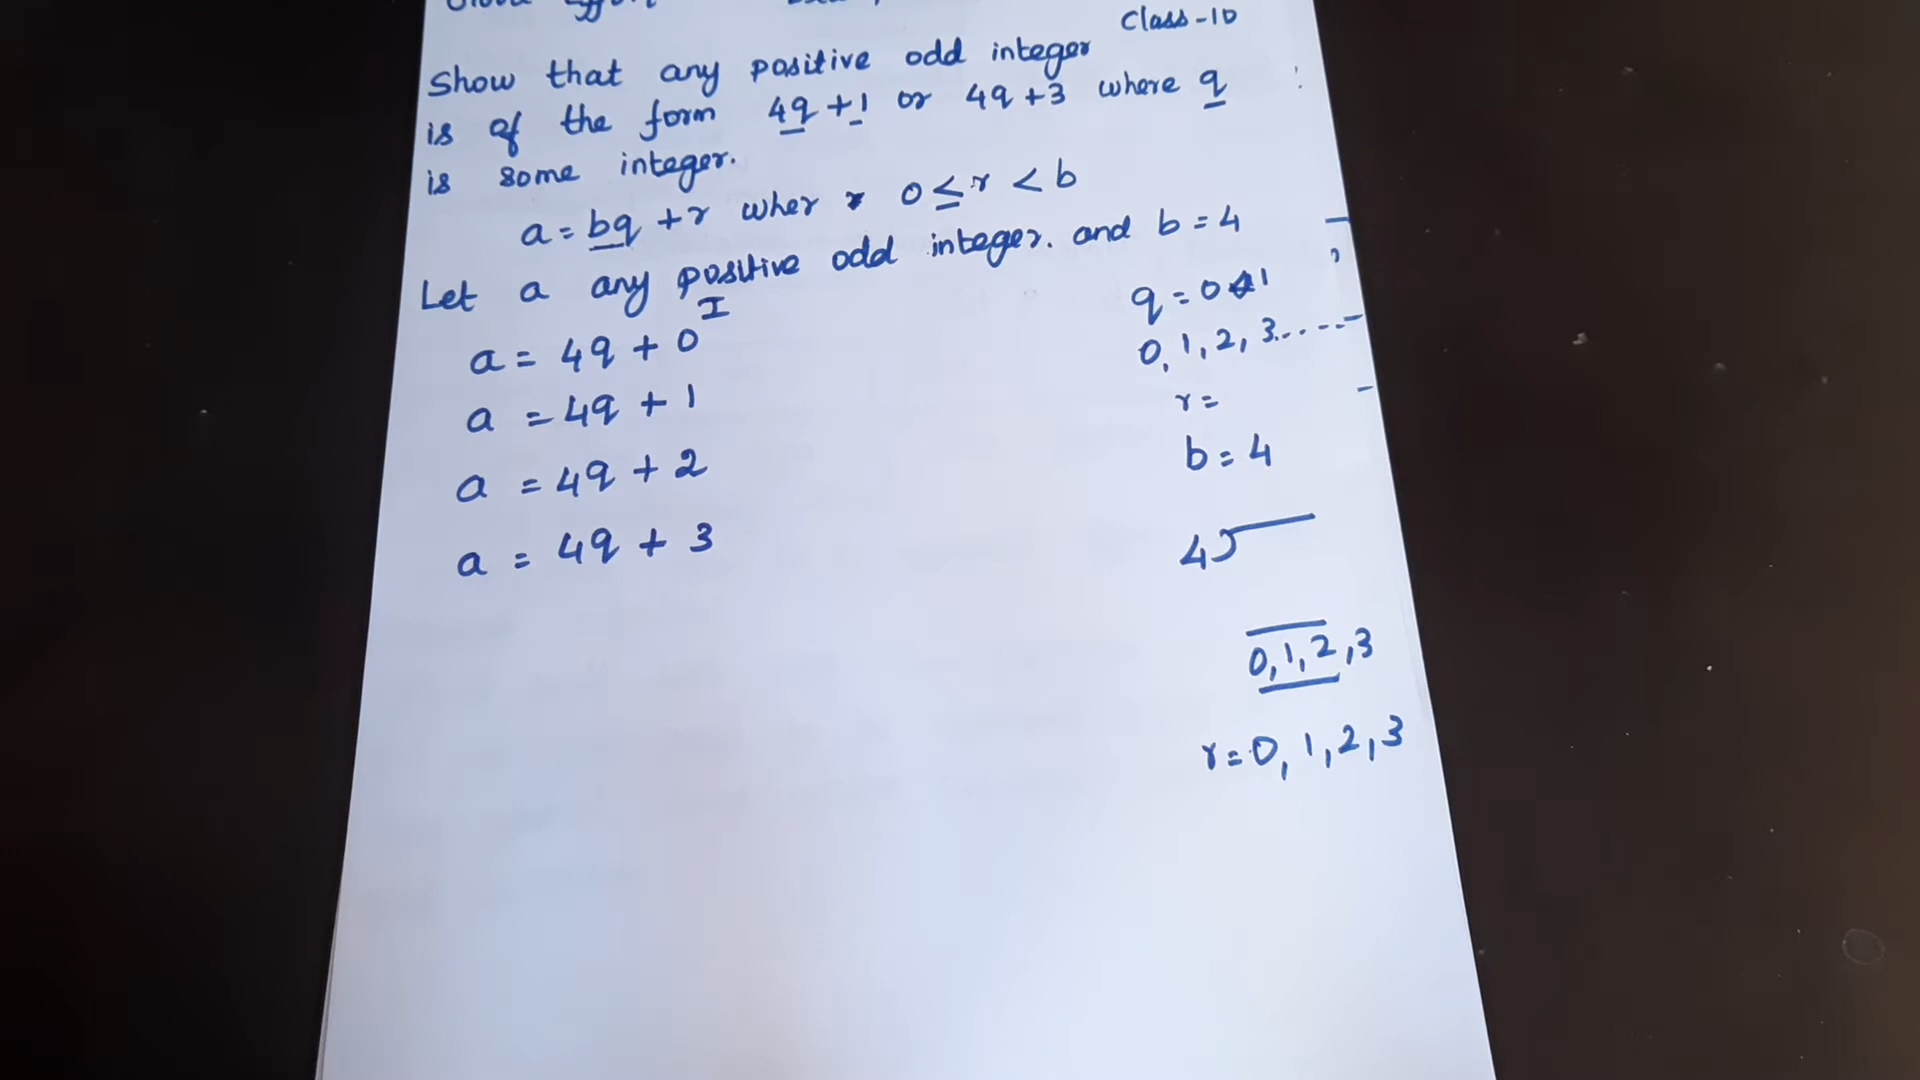 Class-10
Show that any positive odd integer
is of the form 4q+1 or 4q+3 where q
is some integer.
a = bq + r wher r 0 ≤ r < b
Let a any positive odd integer. and b = 4
I
a = 4q + 0
a = 4q + 1
a = 4q + 2
a = 4q + 3
q = 0 1
0, 1, 2, 3.....
r =
b = 4
4
0, 1, 2, 3
r = 0, 1, 2, 3